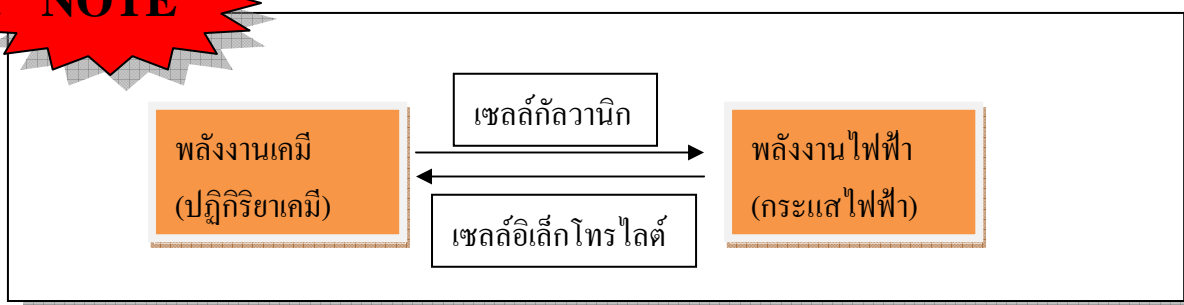 NOTE
เซลล์กัลวานิก
พลังงานเคมี
(ปฏิกิริยาเคมี)
พลังงานไฟฟ้า
(กระแสไฟฟ้า)
เซลล์อิเล็กโทรไลต์